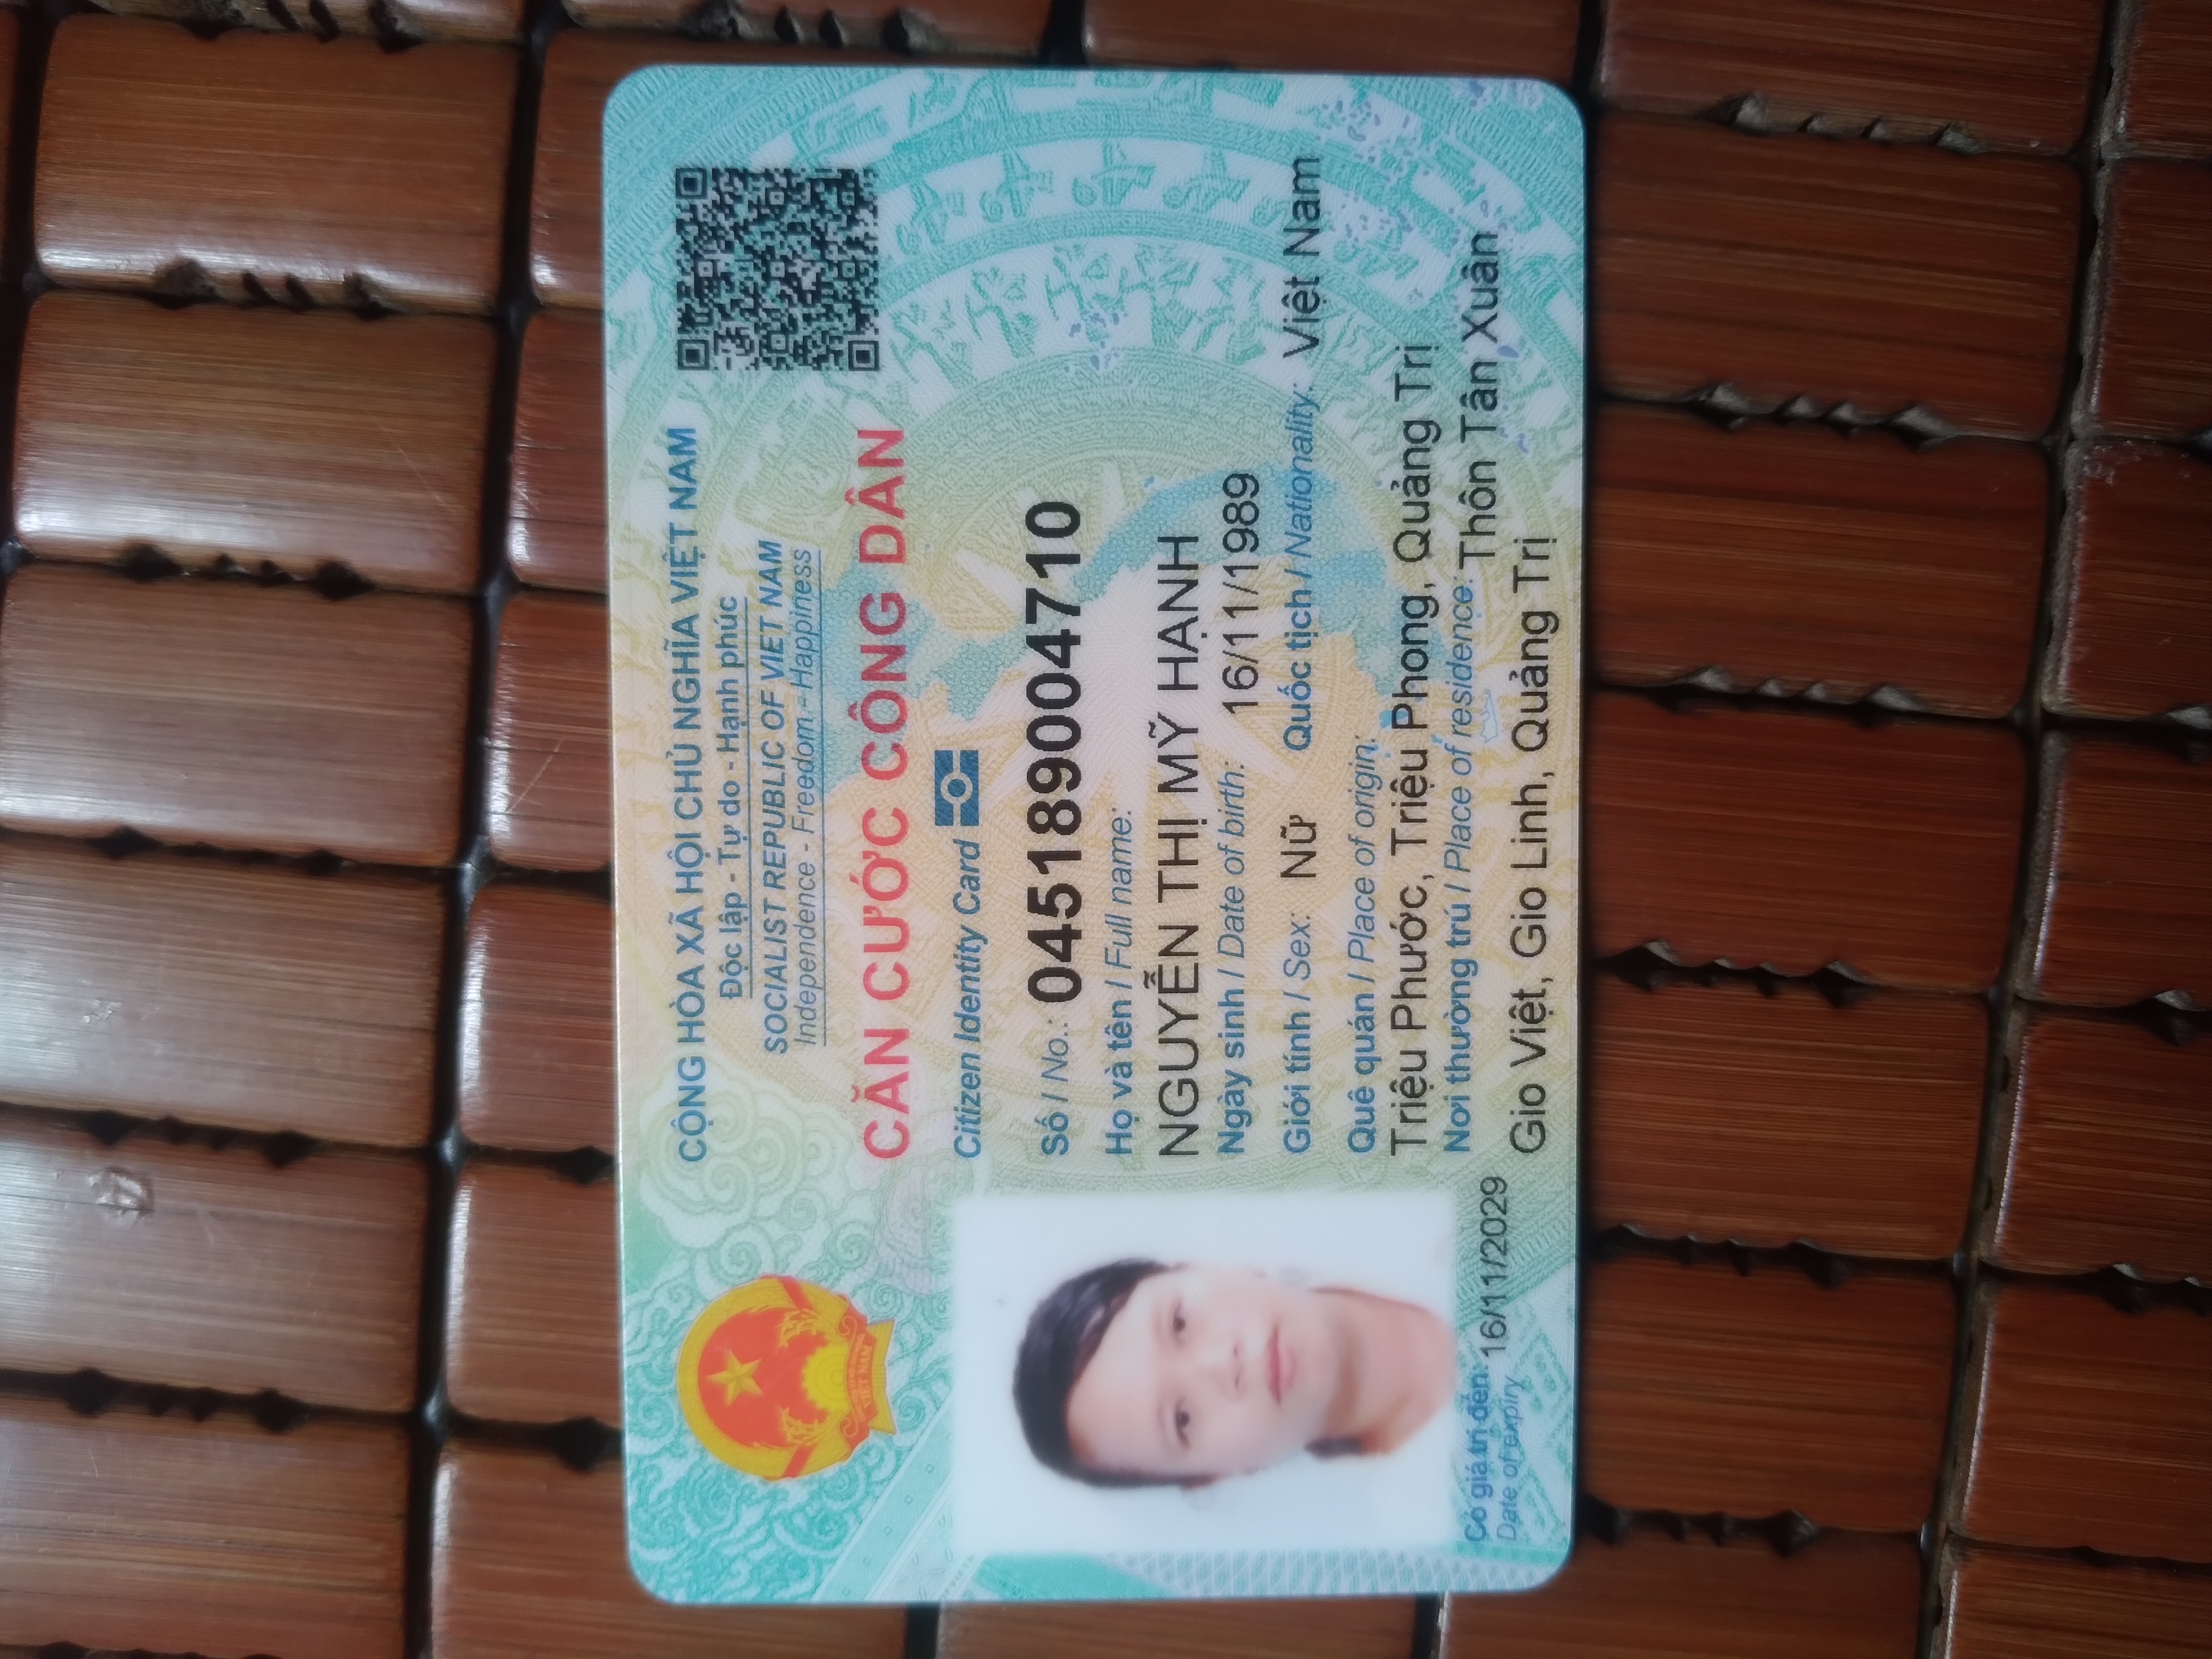 CỘNG HÒA XÃ HỘI CHỦ NGHĨA VIỆT NAM
Độc lập - Tự do - Hạnh phúc
SOCIALIST REPUBLIC OF VIET NAM
Independence - Freedom - Happiness
CĂN CƯỚC CÔNG DÂN
Citizen Identity Card
Số / No.: 045189004710
Họ và tên / Full name:
NGUYỄN THỊ MỸ HẠNH
Ngày sinh / Date of birth: 16/11/1989
Giới tính / Sex: Nữ Quốc tịch / Nationality: Việt Nam
Quê quán / Place of origin:
Triệu Phước, Triệu Phong, Quảng Trị
Nơi thường trú / Place of residence: Thôn Tân Xuân
Gio Việt, Gio Linh, Quảng Trị
Có giá trị đến: 16/11/2029
Date of expiry
VIỆT NAM